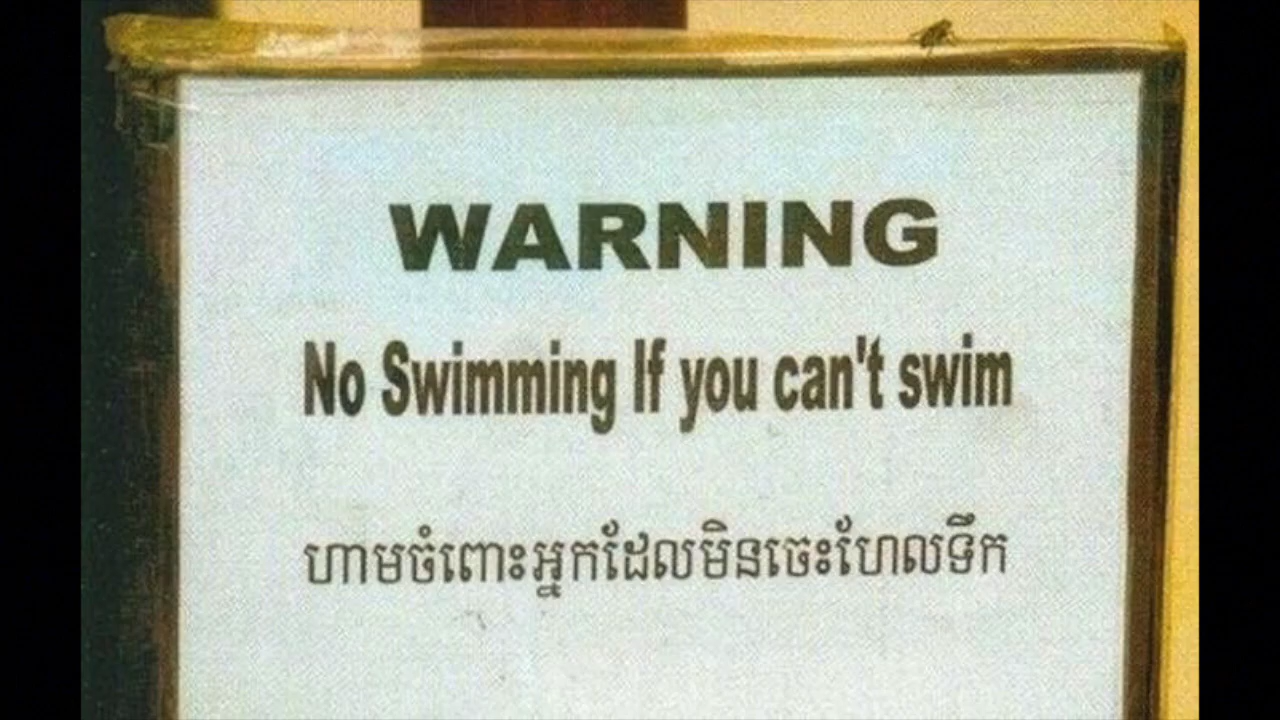 WARNING
No Swimming If you can't swim
ហាមចំពោះអ្នកដែលមិនចេះហែលទឹក